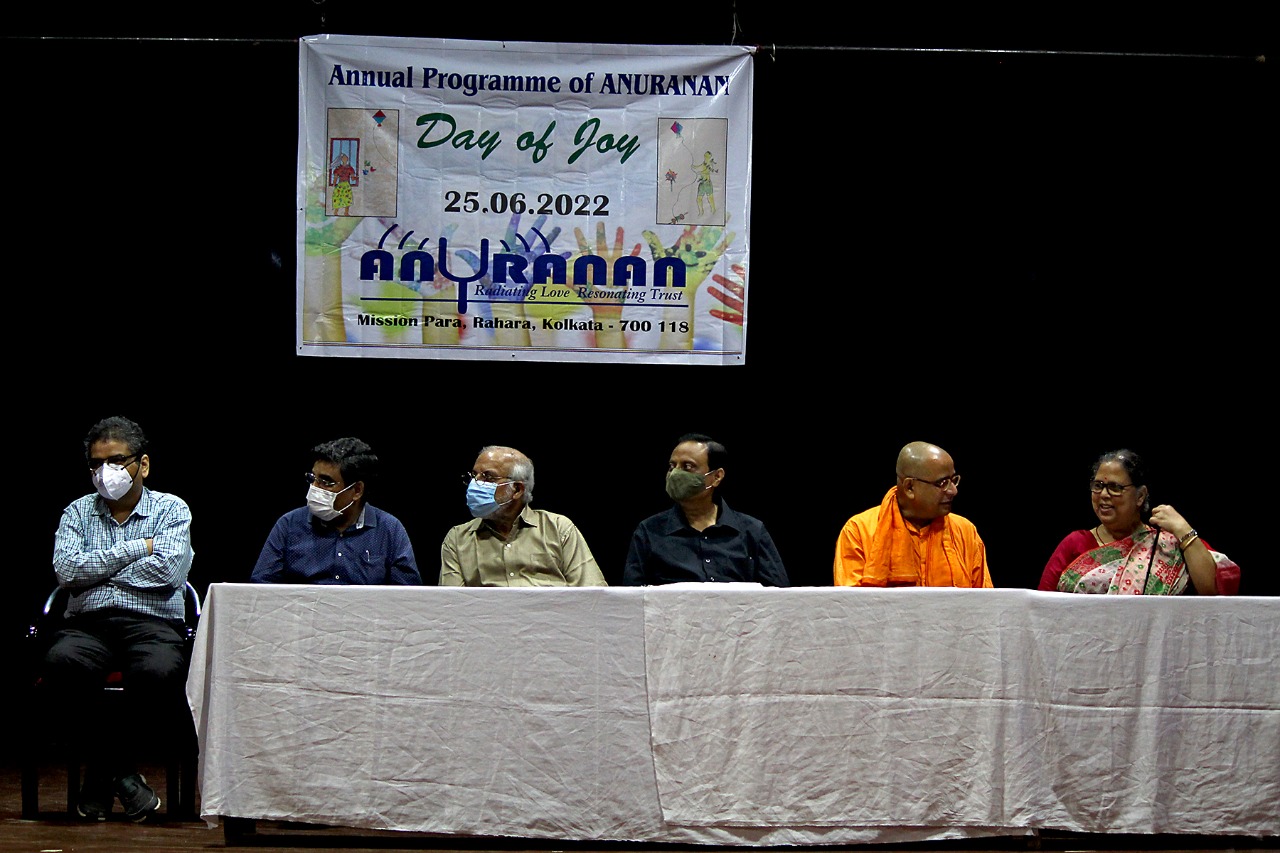 Annual Programme of ANURANAN
Day of Joy
25.06.2022
ANURANAN
Radiating Love Resonating Trust
Mission Para, Rahara, Kolkata - 700 118